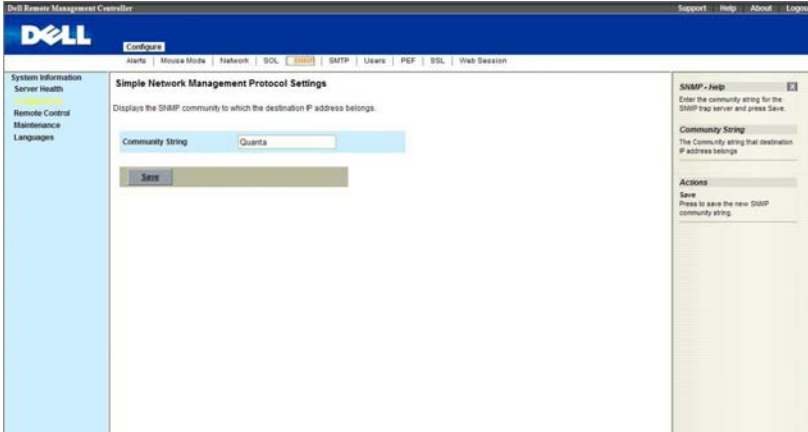 Dell Remote Management Controller
Support | Help | About | Logou
DELL
Configure
Alerts | Mouse Mode | Network | SOL | SNMP | SMTP | Users | PEF | SSL | Web Session
System Information
Server Health
Remote Control
Maintenance
Languages
Simple Network Management Protocol Settings
Displays the SNMP community to which the destination IP address belongs.
Community String
Quanta
Save
SNMP - Help
X
Enter the community string for the
SNMP trap server and press Save.
Community String
The Community string that destination
IP address belongs
Actions
Save
Press to save the new SNMP
community string.